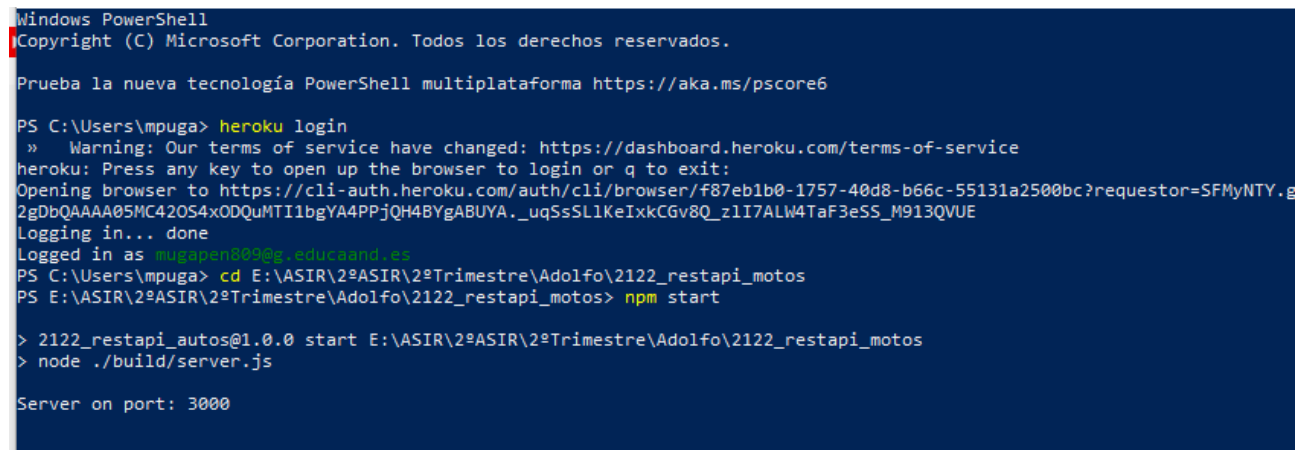 Windows PowerShell
Copyright (C) Microsoft Corporation. Todos los derechos reservados.
Prueba la nueva tecnología PowerShell multiplataforma https://aka.ms/pscore6
PS C:\Users\mpuga> heroku login
»   Warning: Our terms of service have changed: https://dashboard.heroku.com/terms-of-service
heroku: Press any key to open up the browser to login or q to exit:
Opening browser to https://cli-auth.heroku.com/auth/cli/browser/f87eb1b0-1757-40d8-b66c-55131a2500bc?requestor=SFMyNTY.g
2gDbQAAAA05MC42OS4xODQuMTI1bgYA4PPjQH4BYgABUYA._uqSsSLlKeIxkCGv8Q_zlI7ALW4TaF3eSS_M913QVUE
Logging in... done
Logged in as mugapen809@g.educaand.es
PS C:\Users\mpuga> cd E:\ASIR\2ºASIR\2ºTrimestre\Adolfo\2122_restapi_motos
PS E:\ASIR\2ºASIR\2ºTrimestre\Adolfo\2122_restapi_motos> npm start
> 2122_restapi_autos@1.0.0 start E:\ASIR\2ºASIR\2ºTrimestre\Adolfo\2122_restapi_motos
> node ./build/server.js
Server on port: 3000